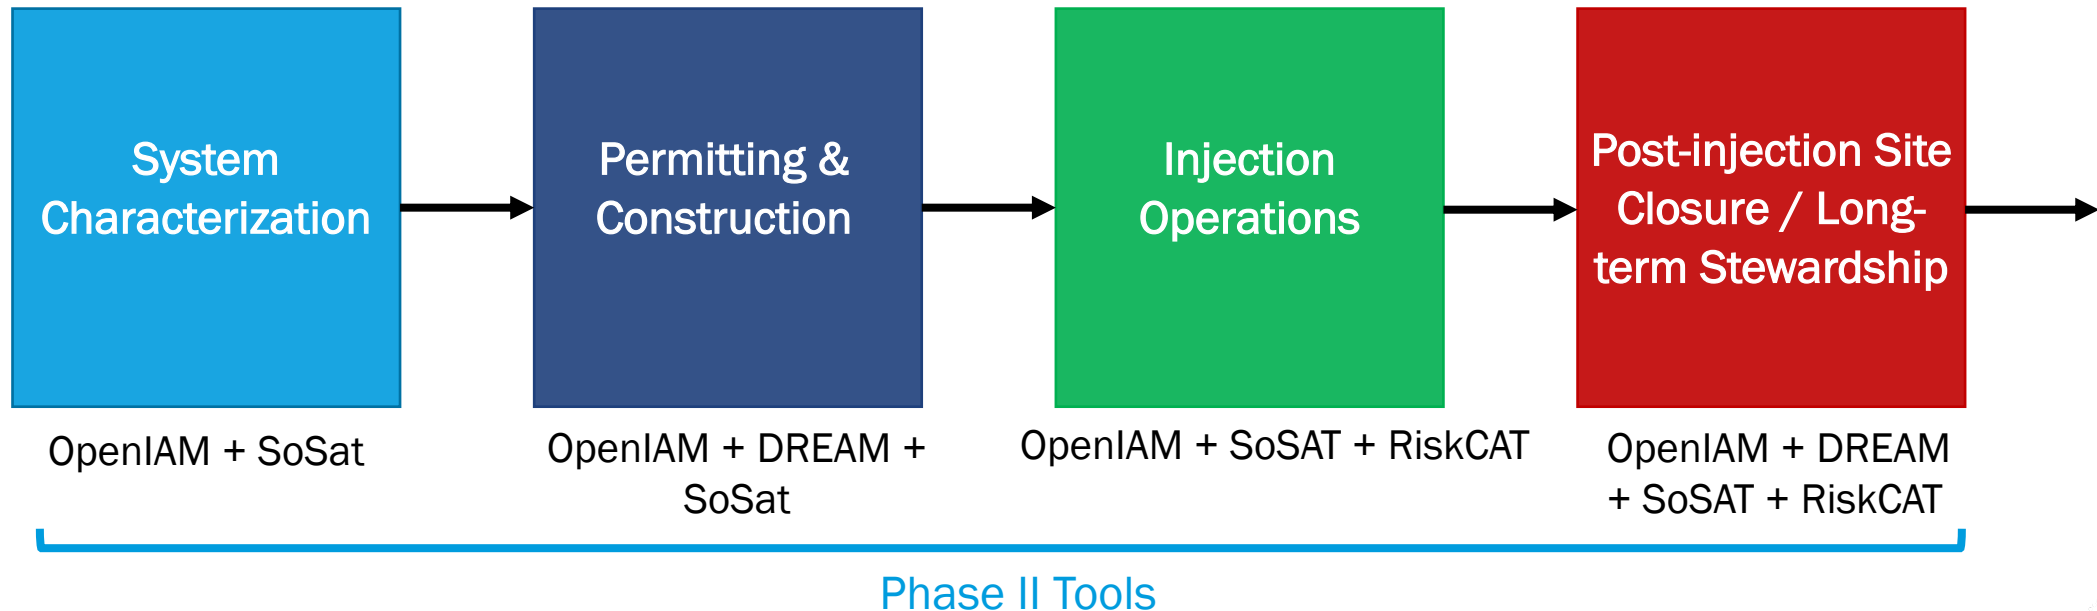 System
Characterization
Permitting &
Construction
Injection
Operations
Post-injection Site
Closure / Long-
term Stewardship
OpenIAM + SoSat
OpenIAM + DREAM +
SoSat
OpenIAM + SoSAT + RiskCAT
OpenIAM + DREAM
+ SoSAT + RiskCAT
Phase II Tools